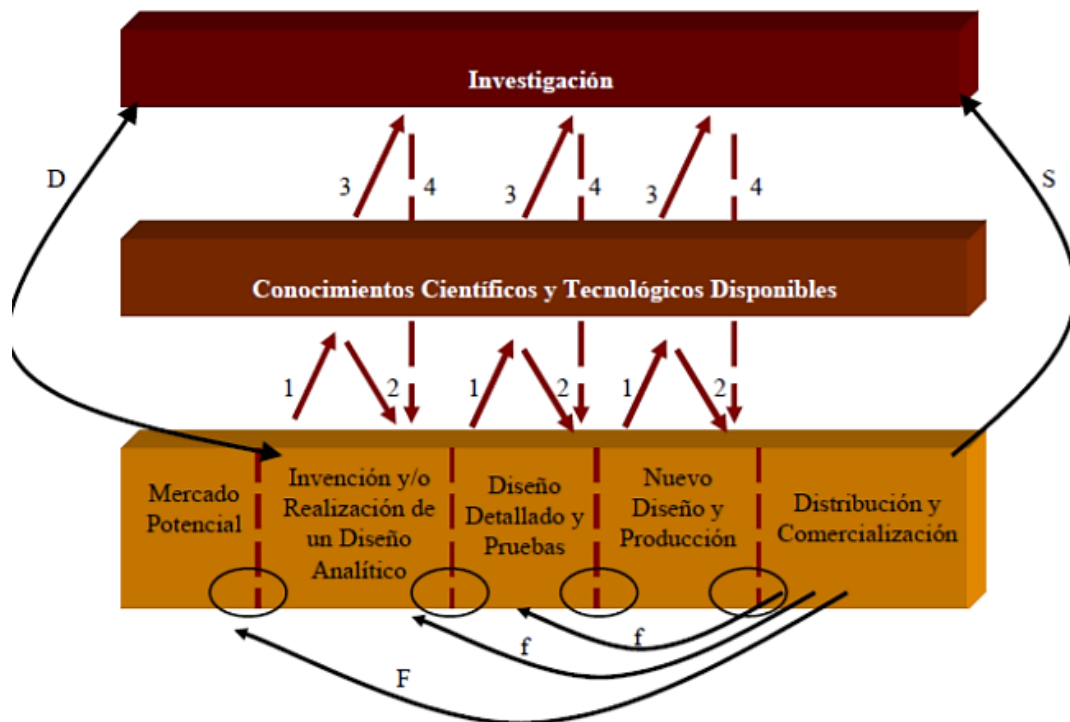 Investigación
D
S
3
4
3
4
3
4
Conocimientos Científicos y Tecnológicos Disponibles
1
2
1
2
1
2
Mercado
Potencial
Invención y/o
Realización de
un Diseño
Analítico
Diseño
Detallado y
Pruebas
Nuevo
Diseño y
Producción
Distribución y
Comercialización
f
f
F